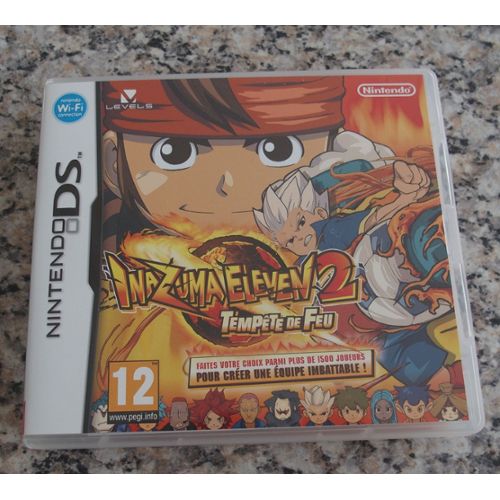 Nintendo
Wi-Fi
CONNECTION
LEVEL5
Nintendo
NINTENDO DS™
INAZUMA ELEVEN 2
TEMPÊTE DE FEU
FAITES VOTRE CHOIX PARMI PLUS DE 1500 JOUEURS
POUR CRÉER UNE ÉQUIPE IMBATTABLE !
12
www.pegi.info